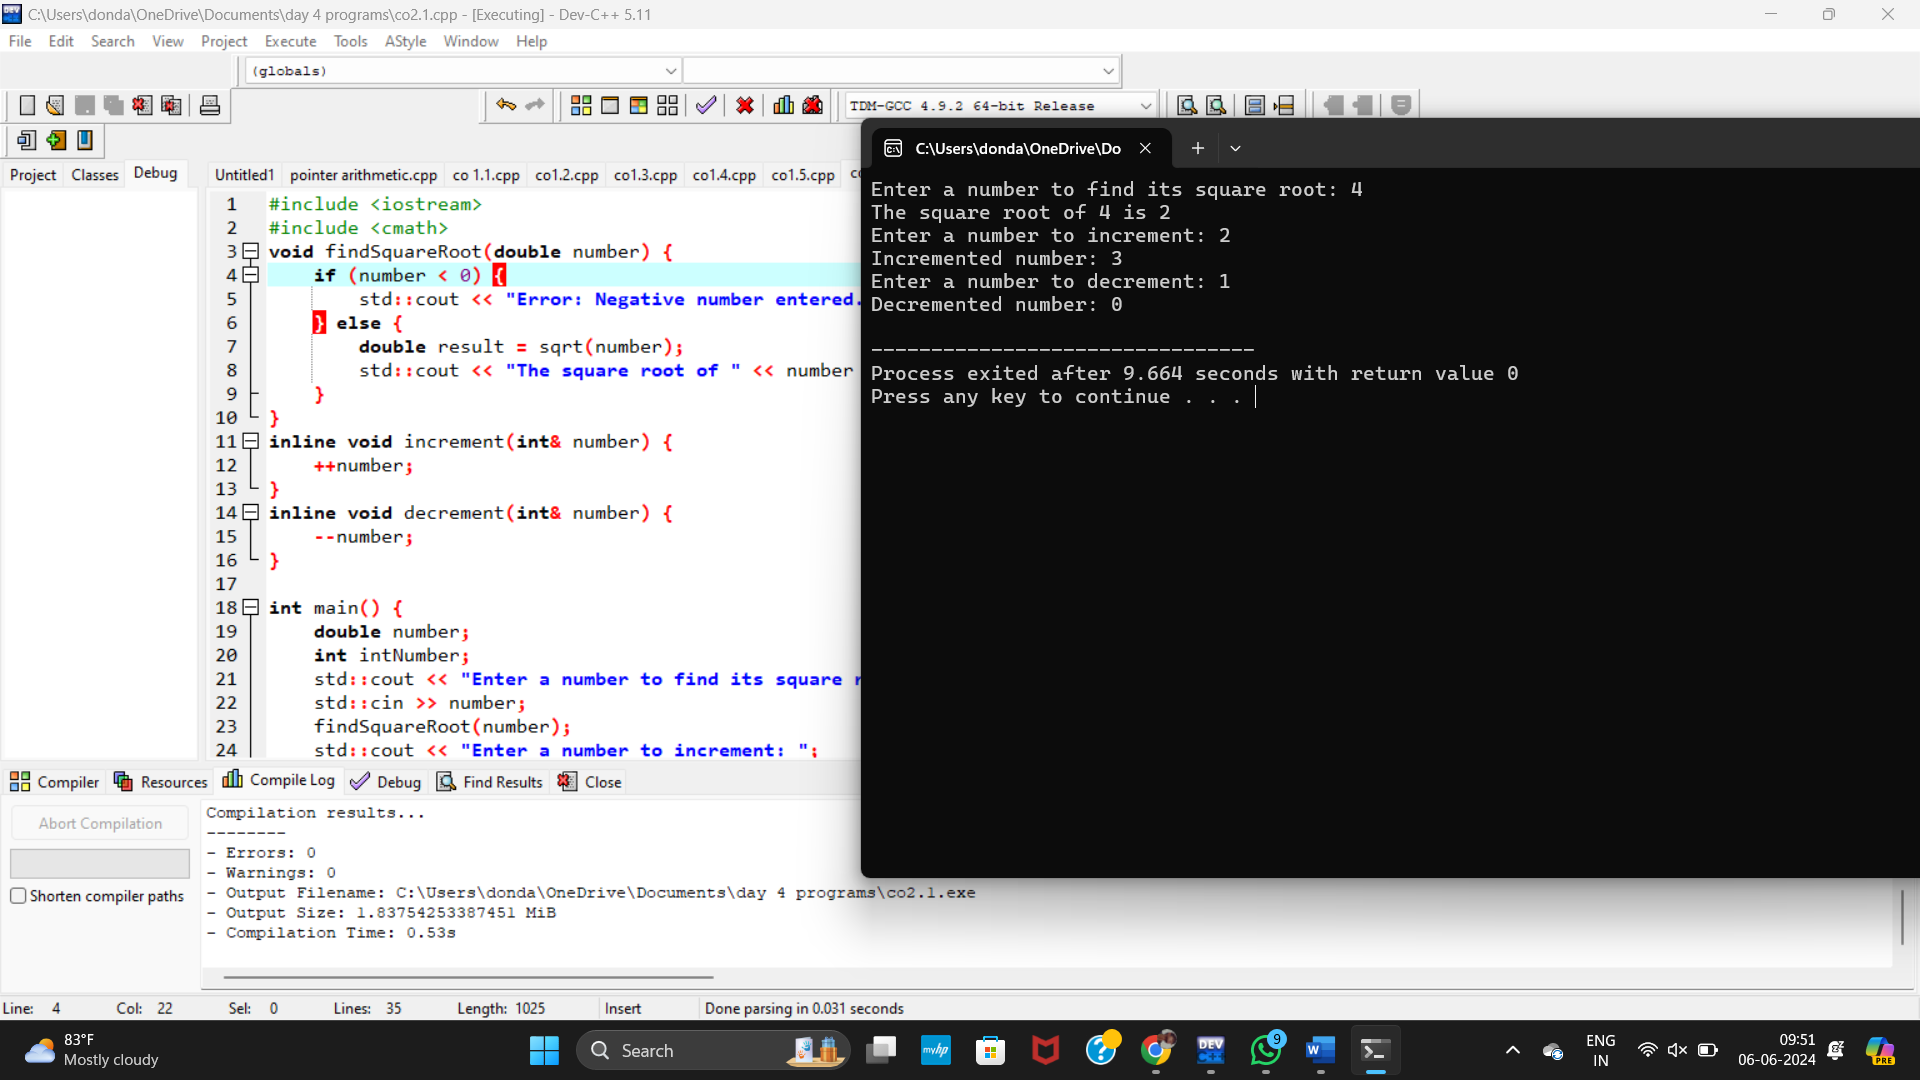 C:\Users\donda\OneDrive\Documents\day 4 programs\co2.1.cpp - [Executing] - Dev-C++ 5.11
File Edit Search View Project Execute Tools AStyle Window Help
(globals)
TDM-GCC 4.9.2 64-bit Release
Project Classes Debug
Untitled1 pointer arithmetic.cpp co 1.1.cpp co1.2.cpp co1.3.cpp co1.4.cpp co1.5.cpp
1 #include <iostream>
2 #include <cmath>
3 void findSquareRoot(double number) {
4 if (number < 0) {
5 std::cout << "Error: Negative number entered.
6 } else {
7 double result = sqrt(number);
8 std::cout << "The square root of " << number
9 }
10 }
11 inline void increment(int& number) {
12 ++number;
13 }
14 inline void decrement(int& number) {
15 --number;
16 }
17
18 int main() {
19 double number;
20 int intNumber;
21 std::cout << "Enter a number to find its square r
22 std::cin >> number;
23 findSquareRoot(number);
24 std::cout << "Enter a number to increment: ";
C:\Users\donda\OneDrive\Do
Enter a number to find its square root: 4
The square root of 4 is 2
Enter a number to increment: 2
Incremented number: 3
Enter a number to decrement: 1
Decremented number: 0
--------------------------------
Process exited after 9.664 seconds with return value 0
Press any key to continue . . .
Compiler Resources Compile Log Debug Find Results Close
Abort Compilation
Shorten compiler paths
Compilation results...
--------
- Errors: 0
- Warnings: 0
- Output Filename: C:\Users\donda\OneDrive\Documents\day 4 programs\co2.1.exe
- Output Size: 1.83754253387451 MiB
- Compilation Time: 0.53s
Line: 4 Col: 22 Sel: 0 Lines: 35 Length: 1025 Insert Done parsing in 0.031 seconds
83°F
Mostly cloudy
Search
myhp
DEV
9
W
ENG
IN
09:51
06-06-2024
PRE